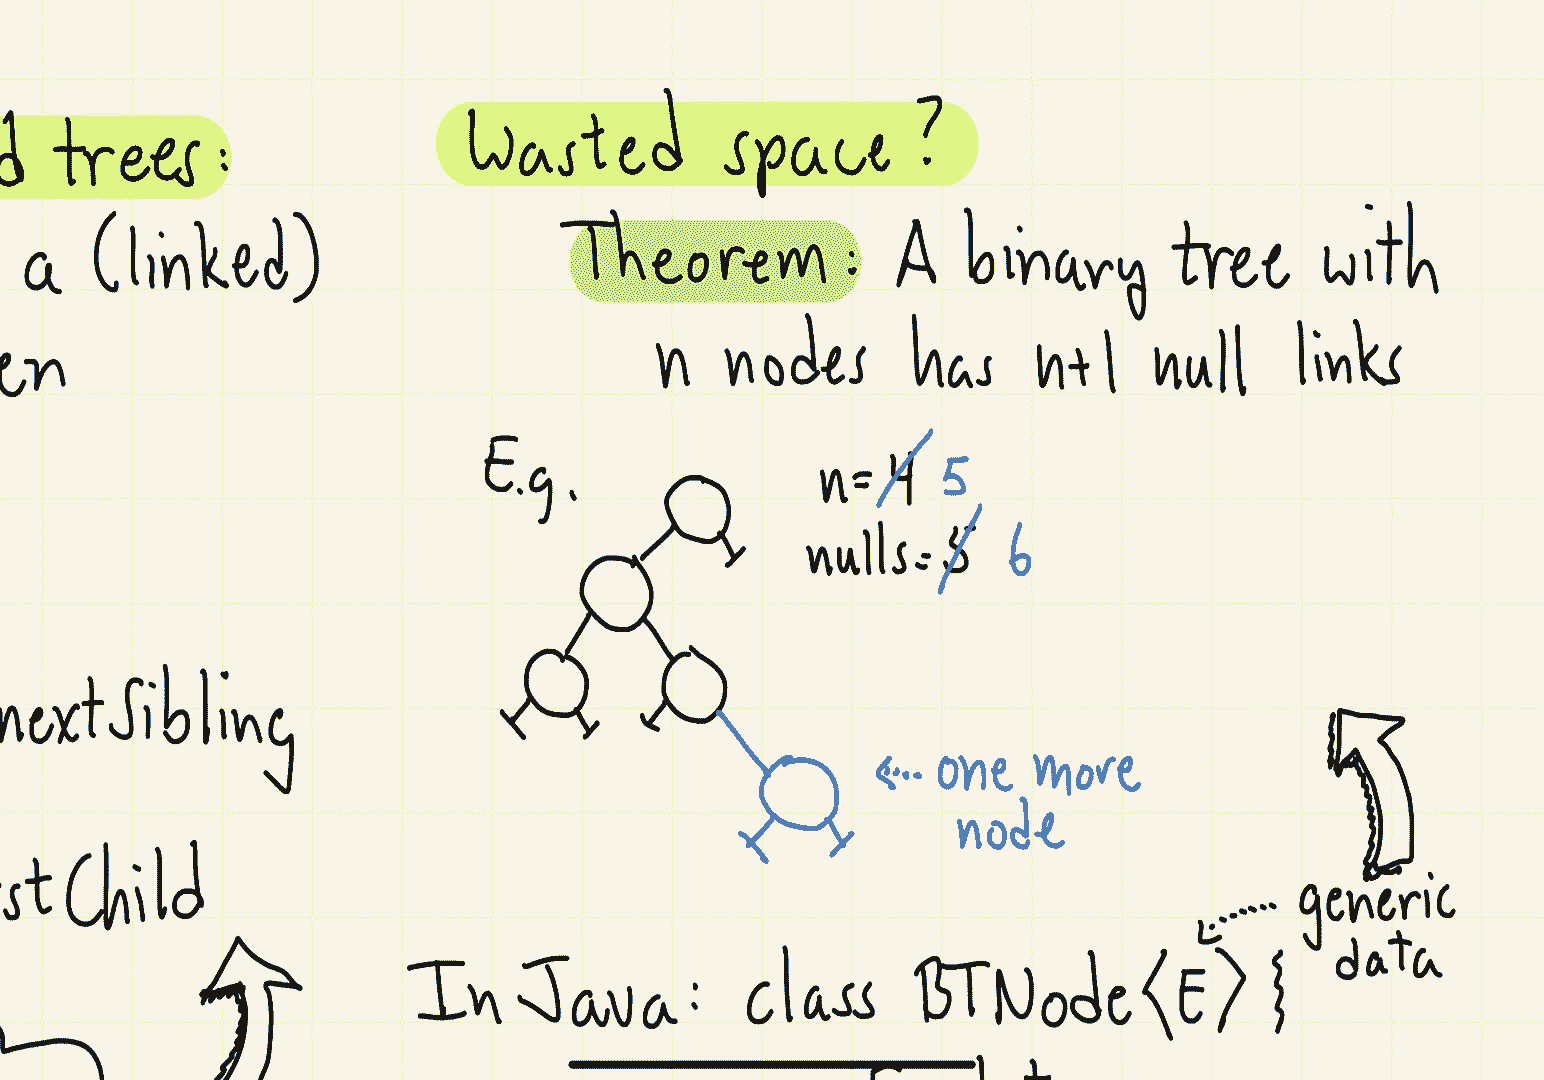 d trees:
a (linked)
en
nextSibling
stChild
Wasted space?
Theorem: A binary tree with
n nodes has n+1 null links
E.g.
n=4 5
nulls=5 6
one more
node
generic
data
In Java: class BTNode<E> {